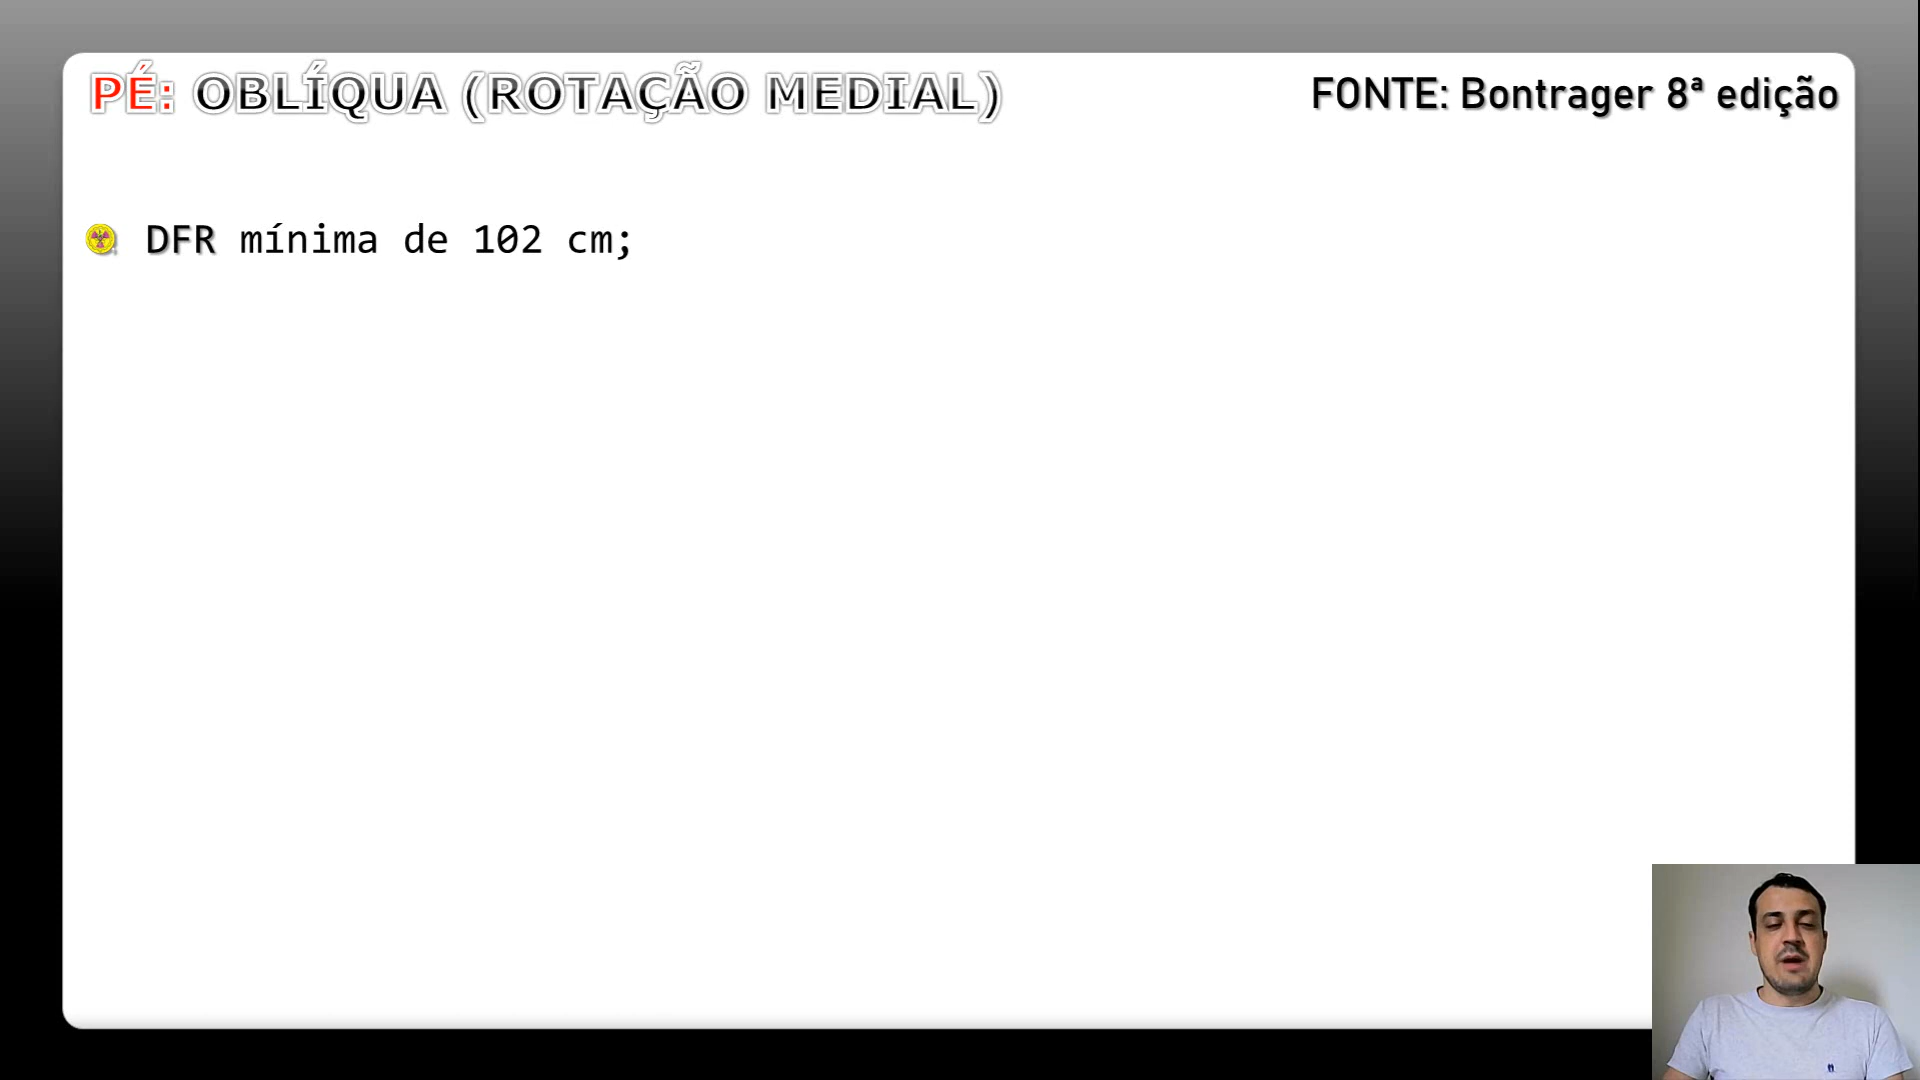 PÉ: OBLÍQUA (ROTAÇÃO MEDIAL)
FONTE: Bontrager 8ª edição
DFR mínima de 102 cm;